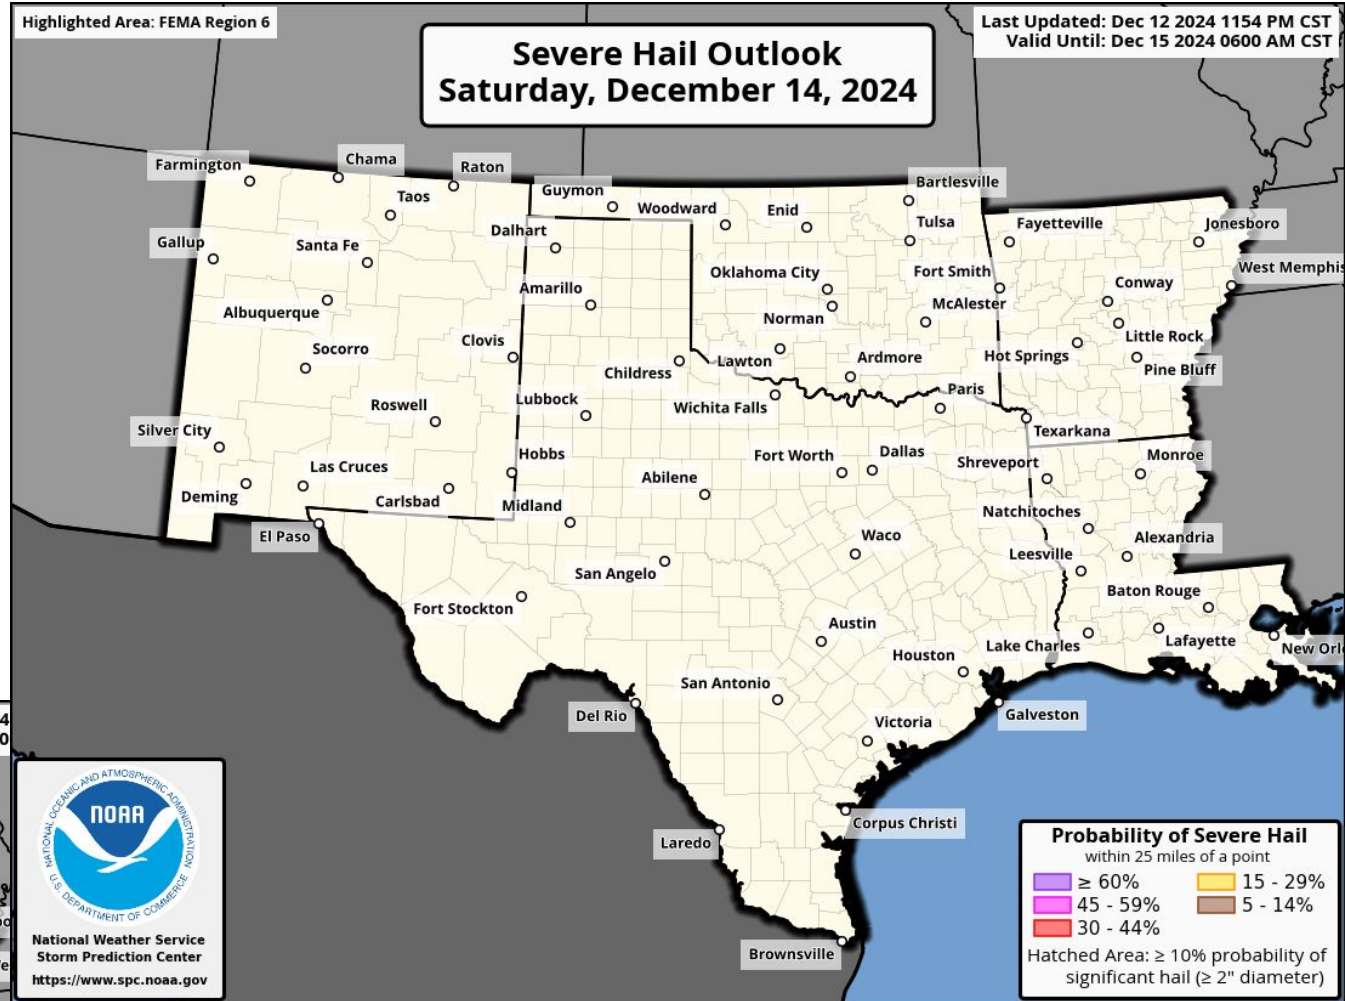 Highlighted Area: FEMA Region 6
Last Updated: Dec 12 2024 1154 PM CST
Valid Until: Dec 15 2024 0600 AM CST
Severe Hail Outlook
Saturday, December 14, 2024
Farmington
Chama
Raton
Taos
Guymon
Woodward
Enid
Bartlesville
Tulsa
Fayetteville
Jonesboro
Gallup
Santa Fe
Dalhart
Amarillo
Oklahoma City
Fort Smith
Conway
West Memphis
Albuquerque
Norman
McAlester
Little Rock
Socorro
Clovis
Childress
Lawton
Ardmore
Hot Springs
Pine Bluff
Roswell
Lubbock
Wichita Falls
Paris
Texarkana
Silver City
Las Cruces
Hobbs
Abilene
Fort Worth
Dallas
Shreveport
Monroe
Deming
Carlsbad
Midland
Natchitoches
El Paso
San Angelo
Waco
Leesville
Alexandria
Fort Stockton
Baton Rouge
Austin
Houston
Lake Charles
Lafayette
New Orl
San Antonio
Del Rio
Victoria
Galveston
Laredo
Corpus Christi
Brownsville
4
0
NATIONAL OCEANIC AND ATMOSPHERIC ADMINISTRATION
NOAA
U.S. DEPARTMENT OF COMMERCE
National Weather Service
Storm Prediction Center
https://www.spc.noaa.gov
Probability of Severe Hail
within 25 miles of a point
≥ 60%
15 - 29%
45 - 59%
5 - 14%
30 - 44%
Hatched Area: ≥ 10% probability of
significant hail (≥ 2" diameter)